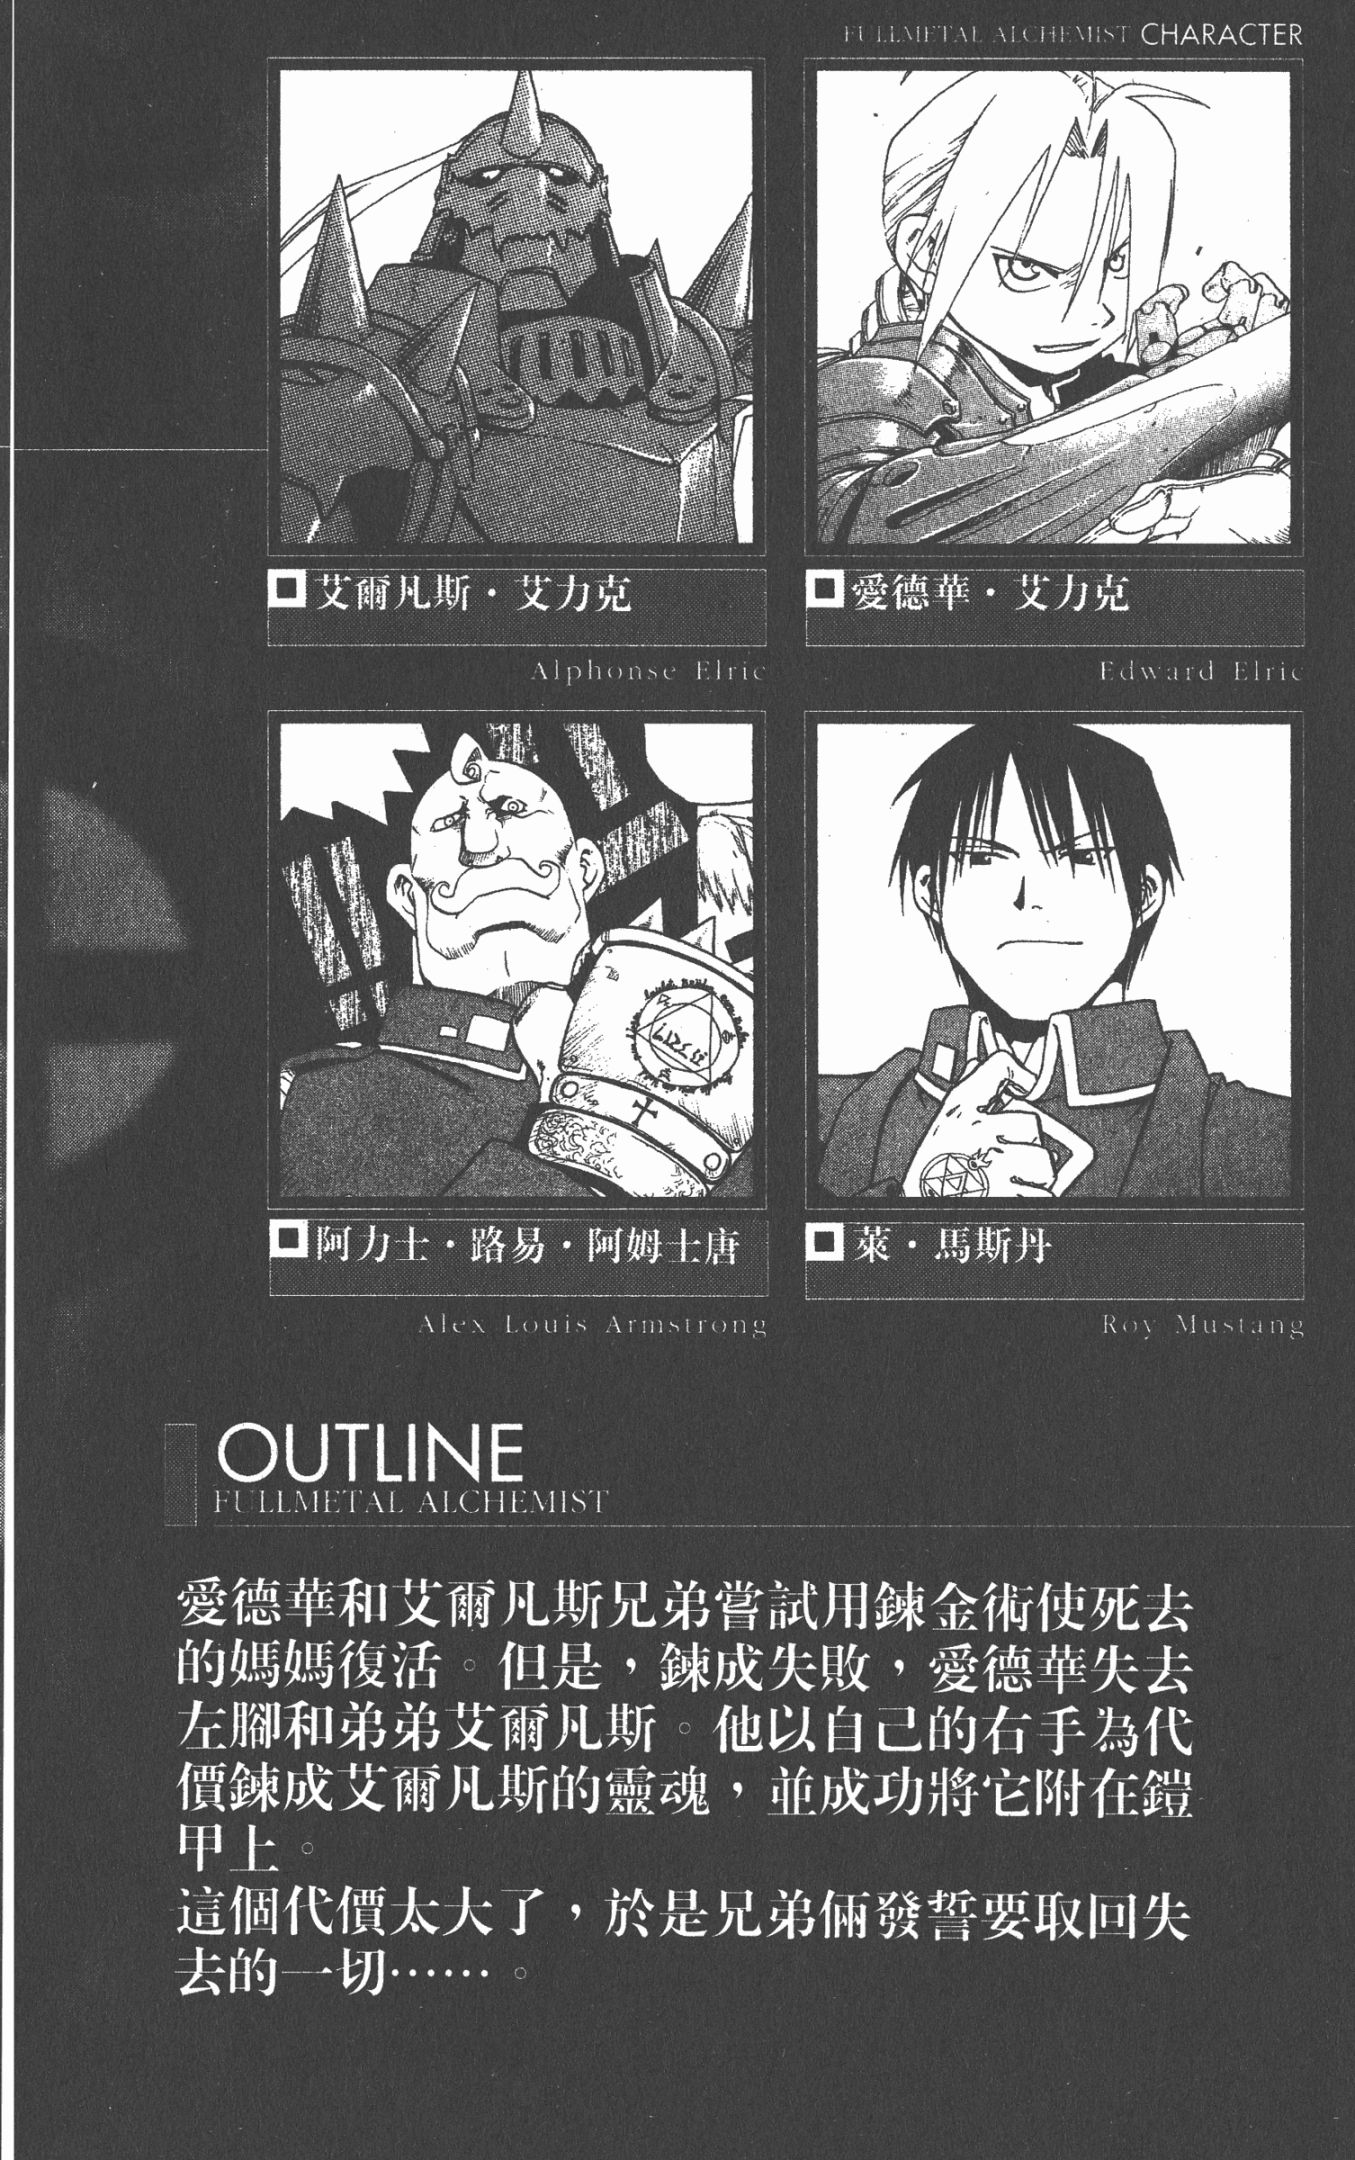 FULLMETAL ALCHEMIST CHARACTER
艾爾凡斯・艾力克
Alphonse Elric
愛德華・艾力克
Edward Elric
阿力士・路易・阿姆士唐
Alex Louis Armstrong
萊・馬斯丹
Roy Mustang
OUTLINE
FULLMETAL ALCHEMIST
愛德華和艾爾凡斯兄弟嘗試用鍊金術使死去
的媽媽復活。但是，鍊成失敗，愛德華失去
左腳和弟弟艾爾凡斯。他以自己的右手為代
價鍊成艾爾凡斯的靈魂，並成功將它附在鎧
甲上。
這個代價太大了，於是兄弟倆發誓要取回失
去的一切……。